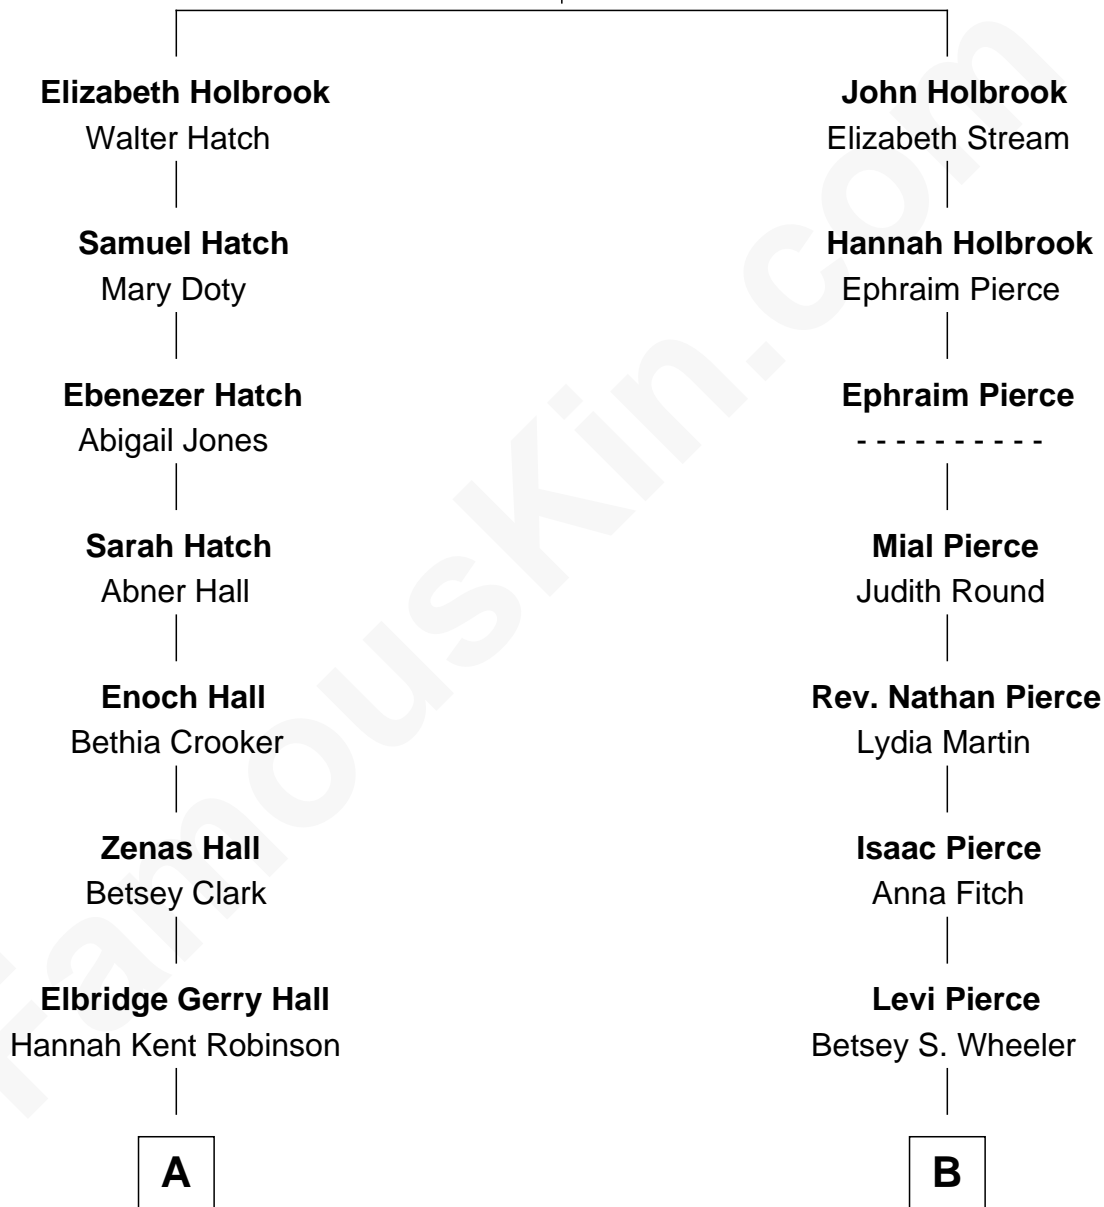 Elizabeth Holbrook
Walter Hatch
John Holbrook
Elizabeth Stream
Samuel Hatch
Mary Doty
Hannah Holbrook
Ephraim Pierce
Ebenezer Hatch
Abigail Jones
Ephraim Pierce
- - - - - - - - - -
Sarah Hatch
Abner Hall
Mial Pierce
Judith Round
Enoch Hall
Bethia Crooker
Rev. Nathan Pierce
Lydia Martin
Zenas Hall
Betsey Clark
Isaac Pierce
Anna Fitch
Elbridge Gerry Hall
Hannah Kent Robinson
Levi Pierce
Betsey S. Wheeler
A
B
FamousKin.com